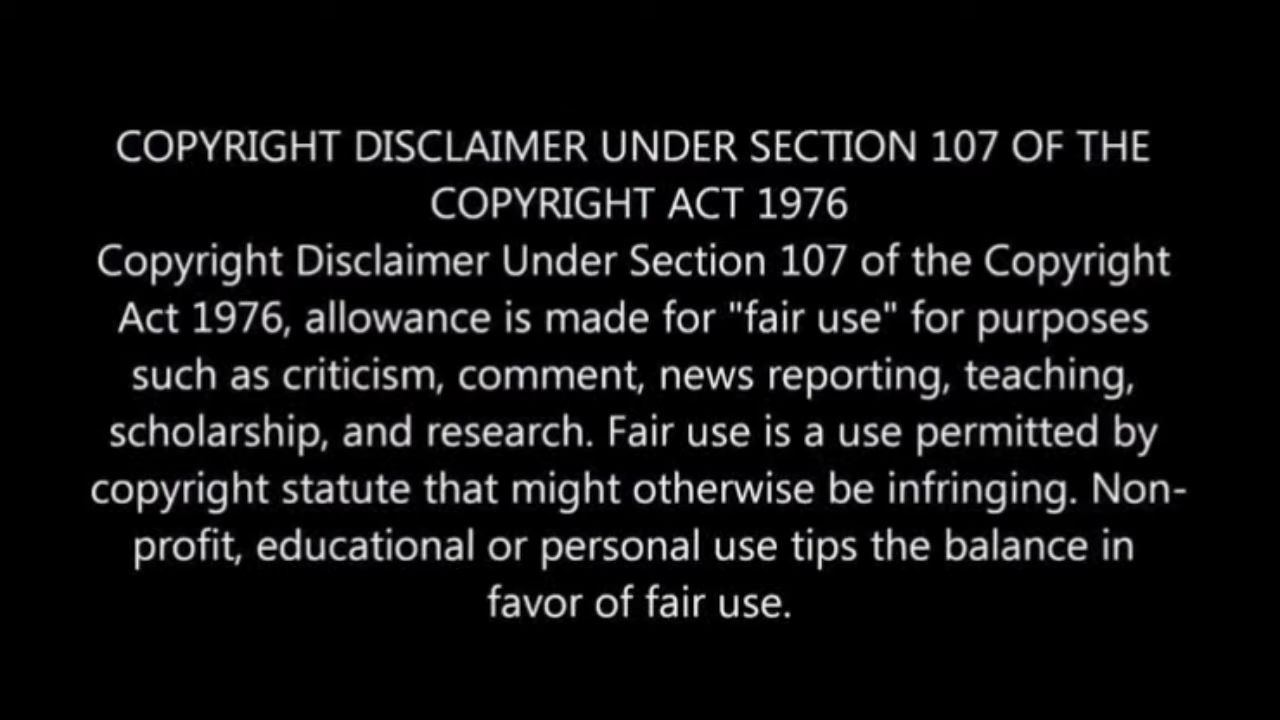 COPYRIGHT DISCLAIMER UNDER SECTION 107 OF THE
COPYRIGHT ACT 1976
Copyright Disclaimer Under Section 107 of the Copyright
Act 1976, allowance is made for "fair use" for purposes
such as criticism, comment, news reporting, teaching,
scholarship, and research. Fair use is a use permitted by
copyright statute that might otherwise be infringing. Non-
profit, educational or personal use tips the balance in
favor of fair use.